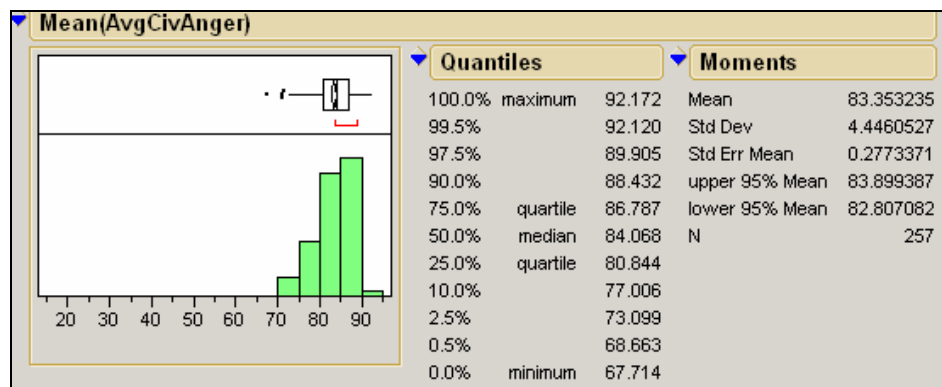 Mean(AvgCivAnger)
20 30 40 50 60 70 80 90
Quantiles
100.0% maximum 92.172
99.5% 92.120
97.5% 89.905
90.0% 88.432
75.0% quartile 86.787
50.0% median 84.068
25.0% quartile 80.844
10.0% 77.006
2.5% 73.099
0.5% 68.663
0.0% minimum 67.714
Moments
Mean 83.353235
Std Dev 4.4460527
Std Err Mean 0.2773371
upper 95% Mean 83.899387
lower 95% Mean 82.807082
N 257